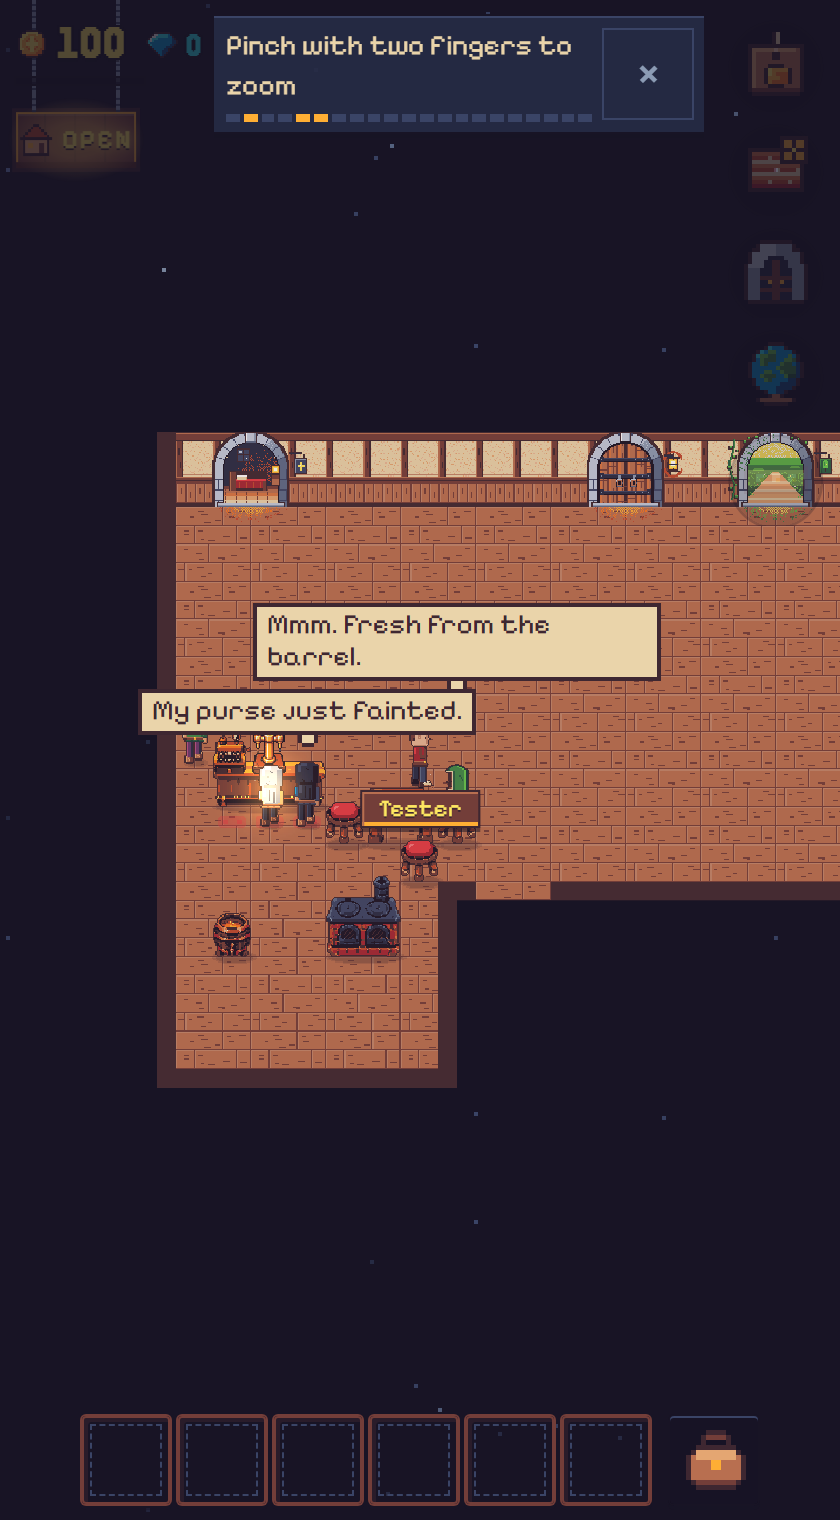 100
0
Pinch with two fingers to
zoom
×
OPEN
Mmm. Fresh from the
barrel.
My purse just fainted.
Tester